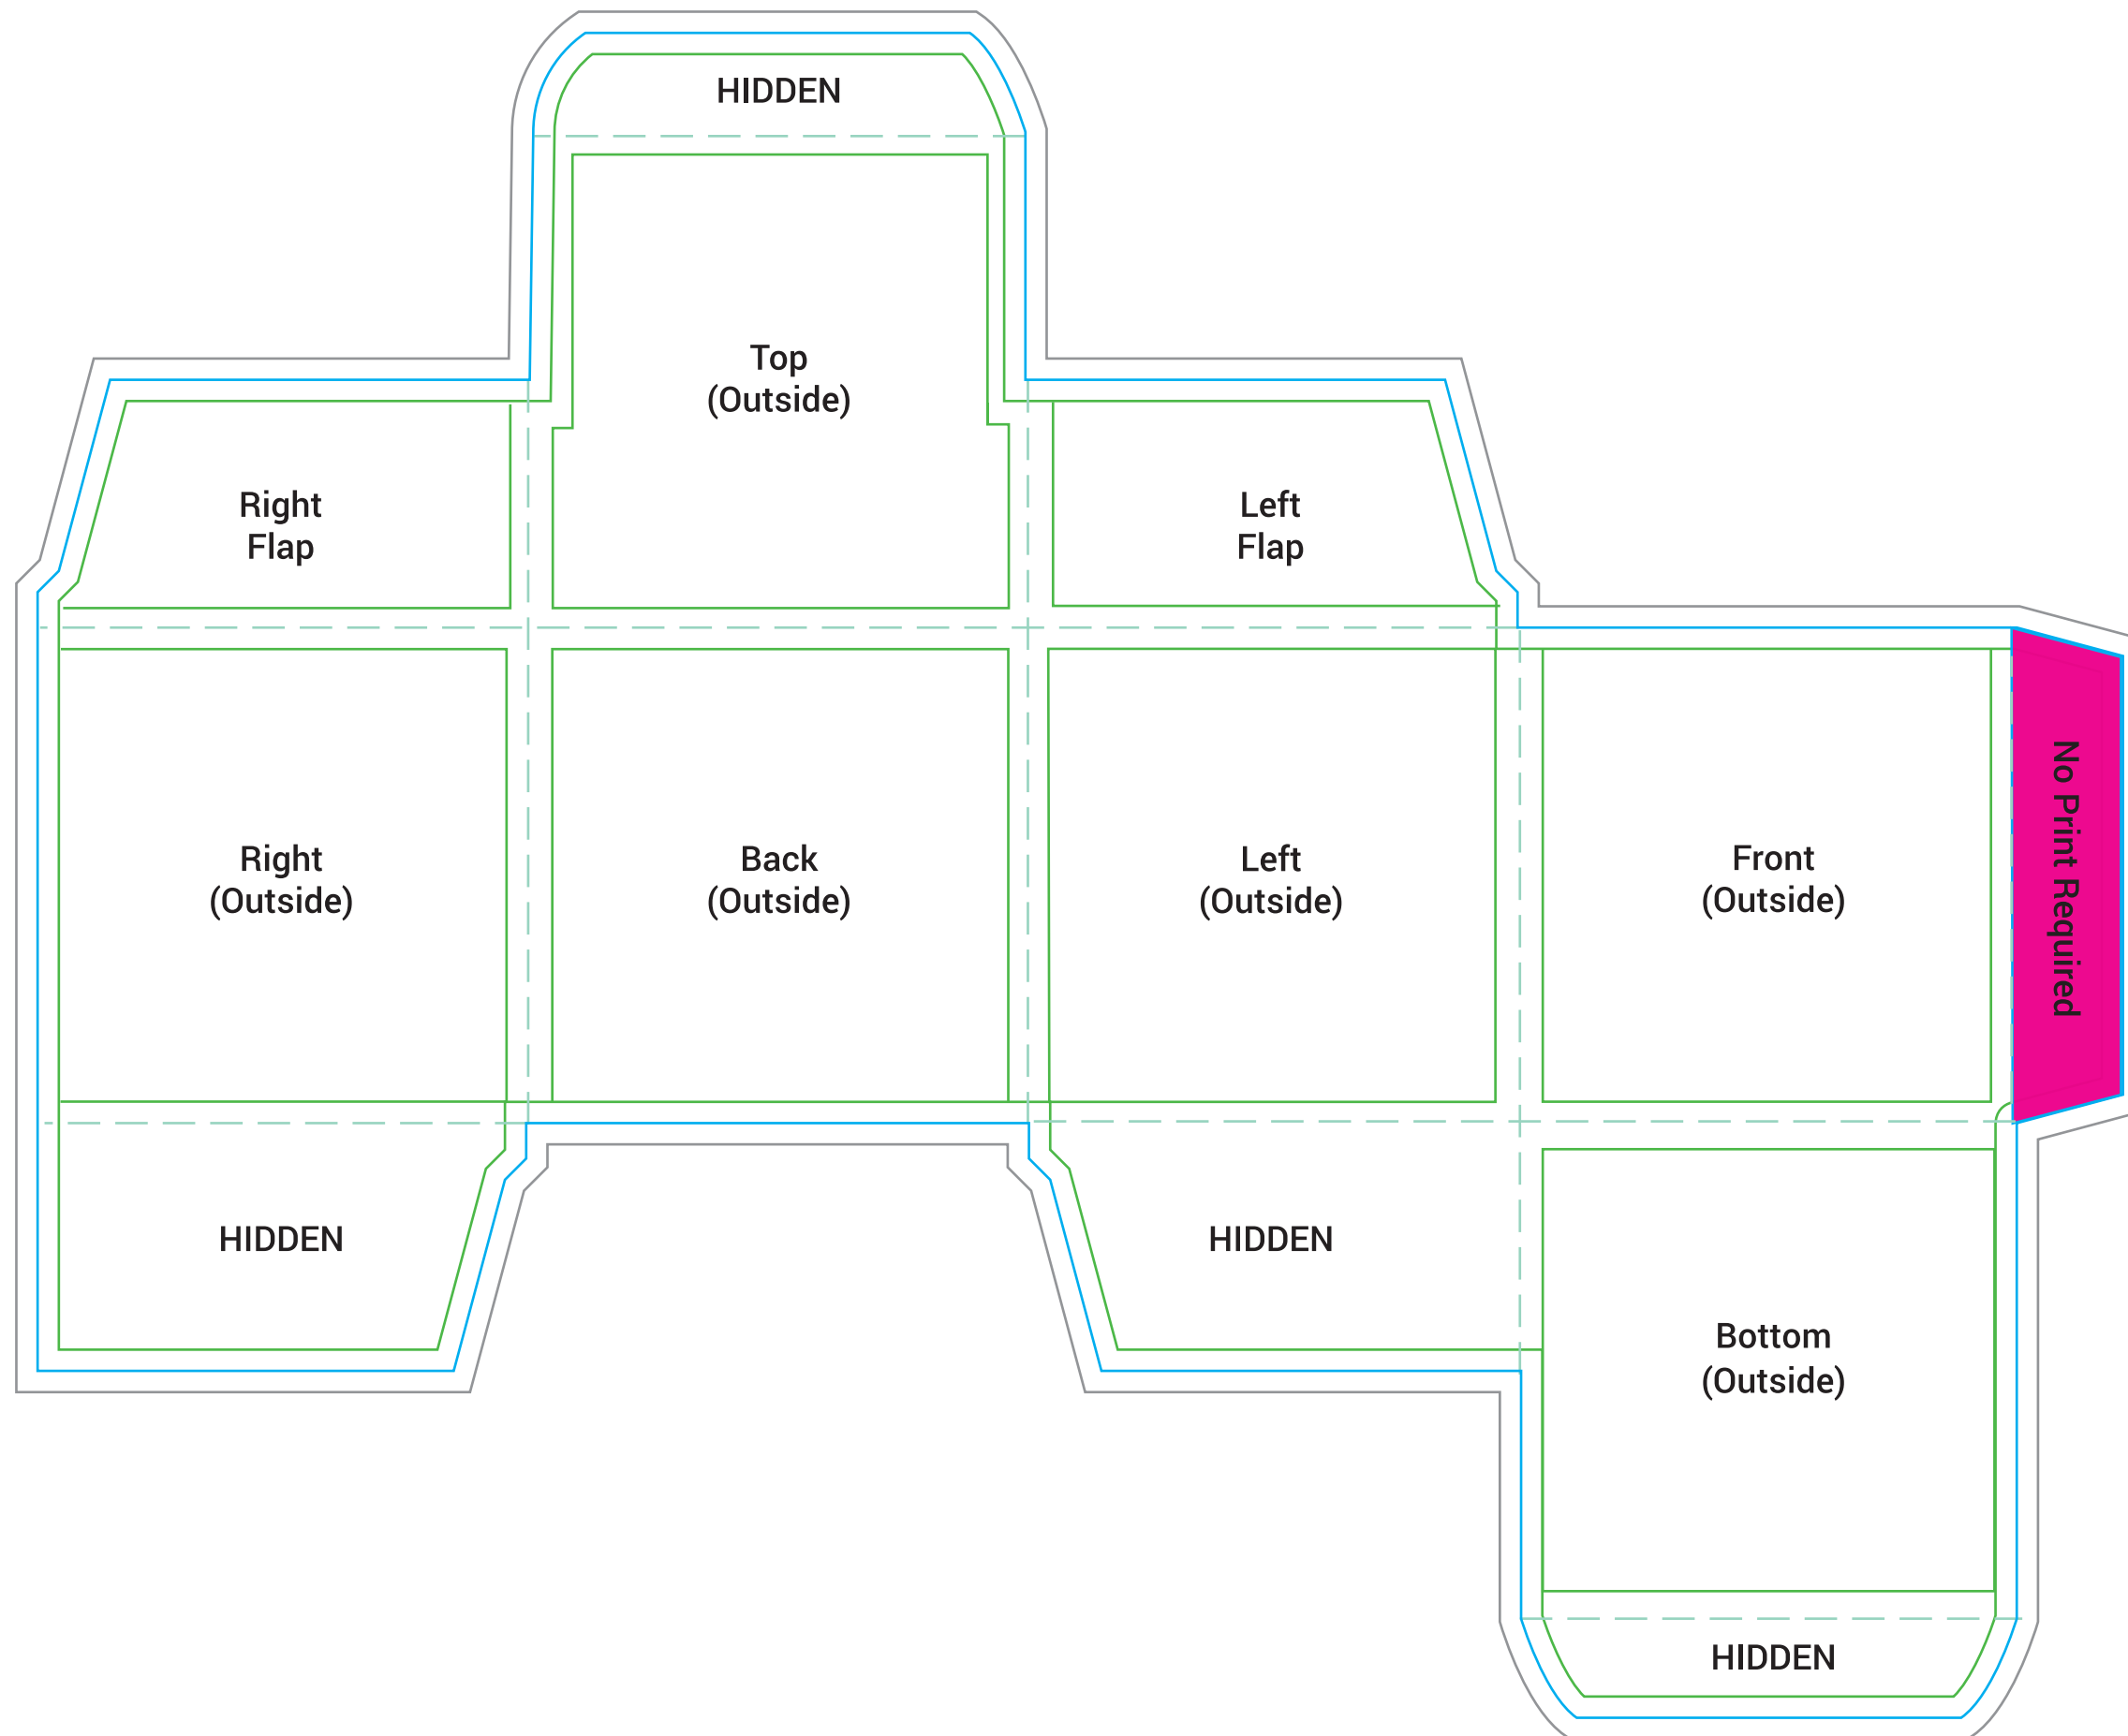 HIDDEN
Top
(Outside)
Right
Flap
Left
Flap
Right
(Outside)
Back
(Outside)
Left
(Outside)
Front
(Outside)
No Print Required
HIDDEN
HIDDEN
Bottom
(Outside)
HIDDEN